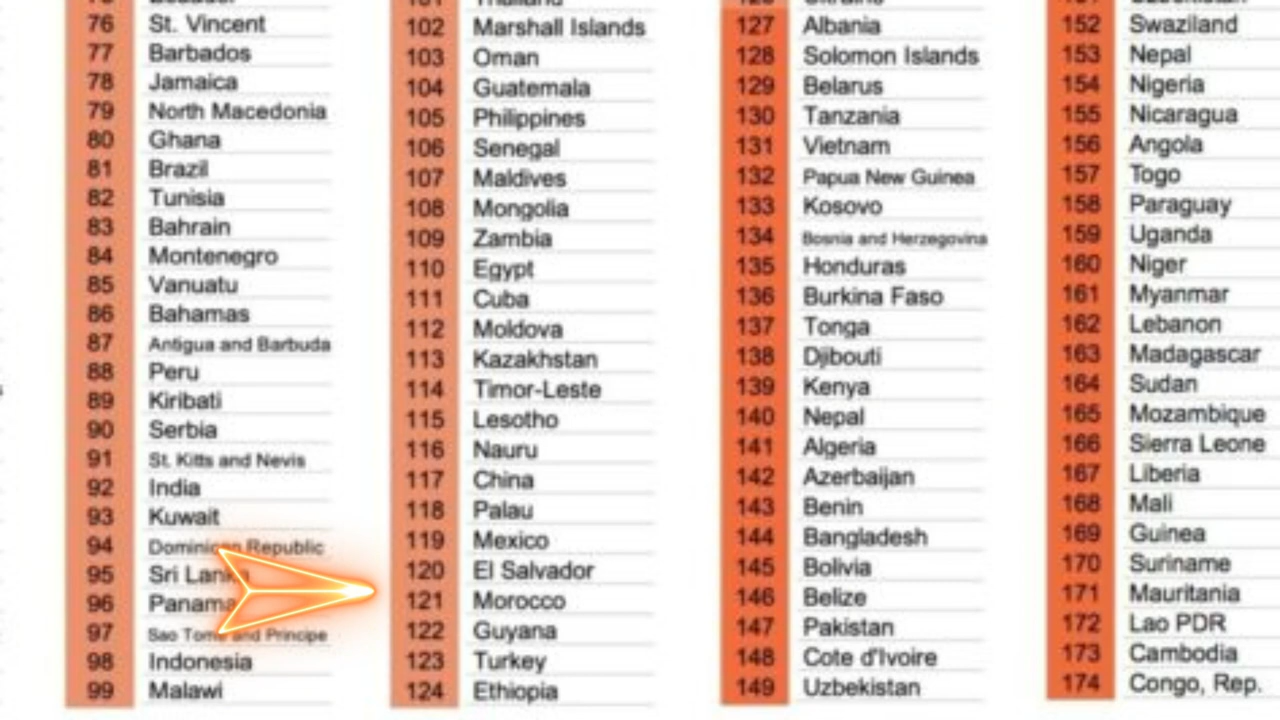 76 St. Vincent
77 Barbados
78 Jamaica
79 North Macedonia
80 Ghana
81 Brazil
82 Tunisia
83 Bahrain
84 Montenegro
85 Vanuatu
86 Bahamas
87 Antigua and Barbuda
88 Peru
89 Kiribati
90 Serbia
91 St. Kitts and Nevis
92 India
93 Kuwait
94 Dominican Republic
95 Sri Lanka
96 Panama
97 Sao Tome and Principe
98 Indonesia
99 Malawi
101 Thailand
102 Marshall Islands
103 Oman
104 Guatemala
105 Philippines
106 Senegal
107 Maldives
108 Mongolia
109 Zambia
110 Egypt
111 Cuba
112 Moldova
113 Kazakhstan
114 Timor-Leste
115 Lesotho
116 Nauru
117 China
118 Palau
119 Mexico
120 El Salvador
121 Morocco
122 Guyana
123 Turkey
124 Ethiopia
127 Albania
128 Solomon Islands
129 Belarus
130 Tanzania
131 Vietnam
132 Papua New Guinea
133 Kosovo
134 Bosnia and Herzegovina
135 Honduras
136 Burkina Faso
137 Tonga
138 Djibouti
139 Kenya
140 Nepal
141 Algeria
142 Azerbaijan
143 Benin
144 Bangladesh
145 Bolivia
146 Belize
147 Pakistan
148 Cote d'Ivoire
149 Uzbekistan
152 Swaziland
153 Nepal
154 Nigeria
155 Nicaragua
156 Angola
157 Togo
158 Paraguay
159 Uganda
160 Niger
161 Myanmar
162 Lebanon
163 Madagascar
164 Sudan
165 Mozambique
166 Sierra Leone
167 Liberia
168 Mali
169 Guinea
170 Suriname
171 Mauritania
172 Lao PDR
173 Cambodia
174 Congo, Rep.